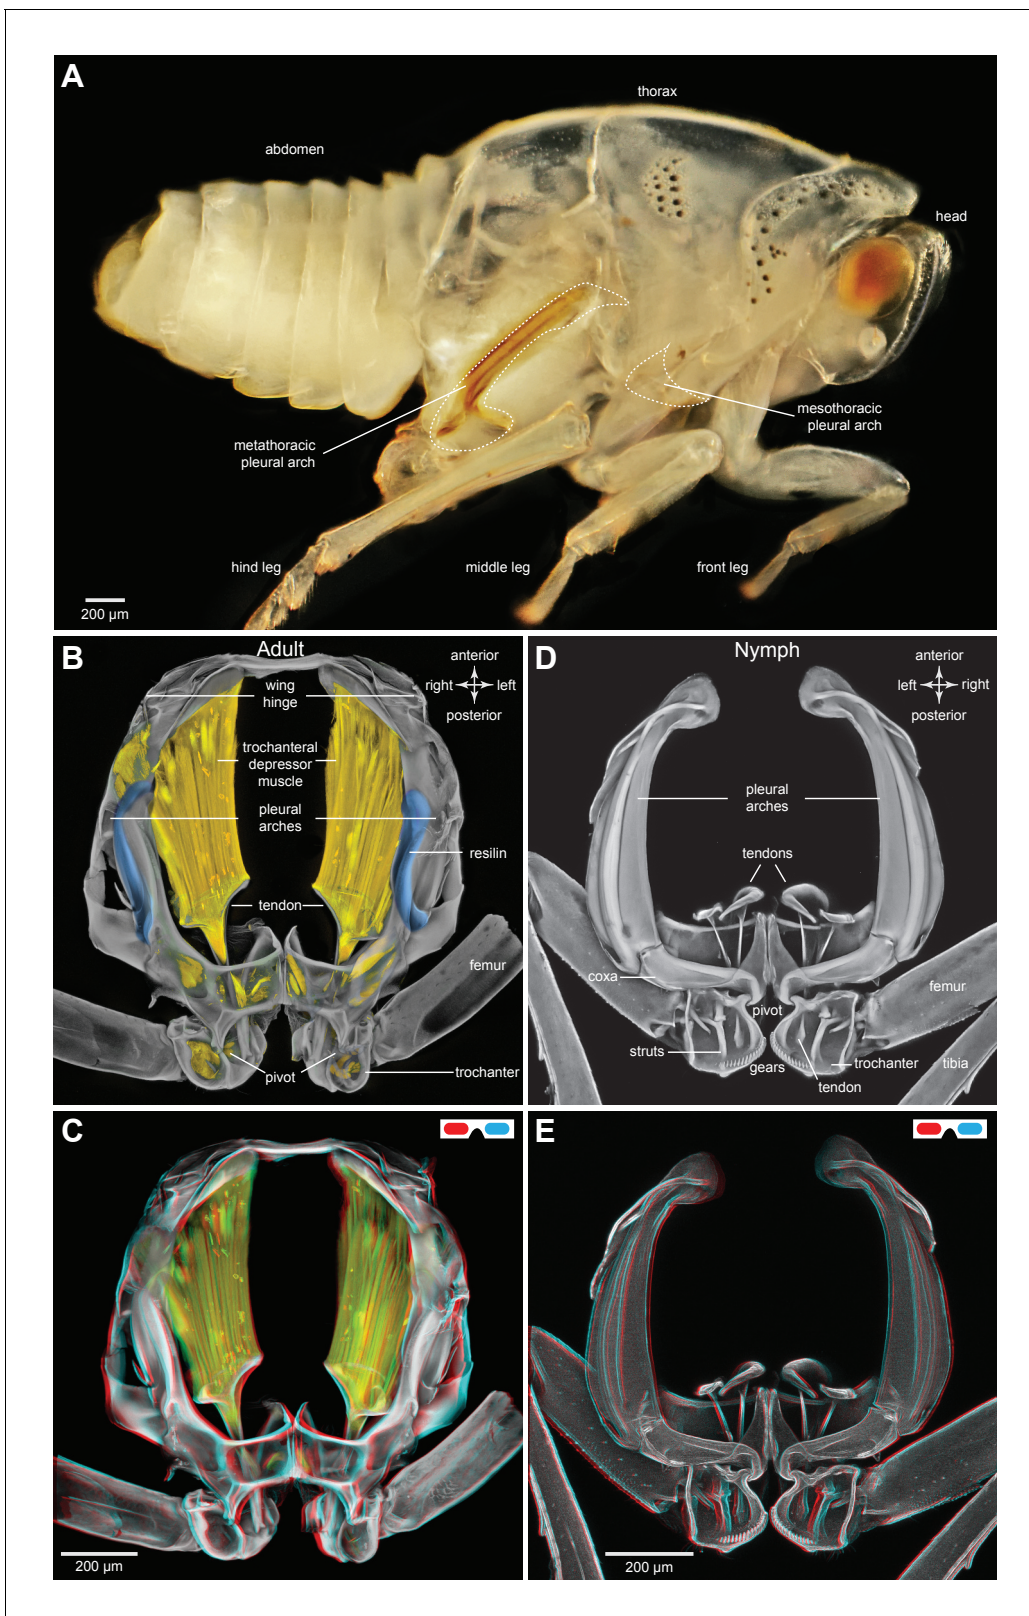 A
thorax
abdomen
head
mesothoracic
pleural arch
metathoracic
pleural arch
hind leg
middle leg
front leg
200 µm
B
Adult
anterior
right
left
posterior
wing
hinge
trochanteral
depressor
muscle
pleural
arches
resilin
tendon
femur
pivot
trochanter
D
Nymph
anterior
left
right
posterior
pleural
arches
tendons
coxa
femur
pivot
struts
gears
trochanter
tibia
tendon
C
200 µm
E
200 µm